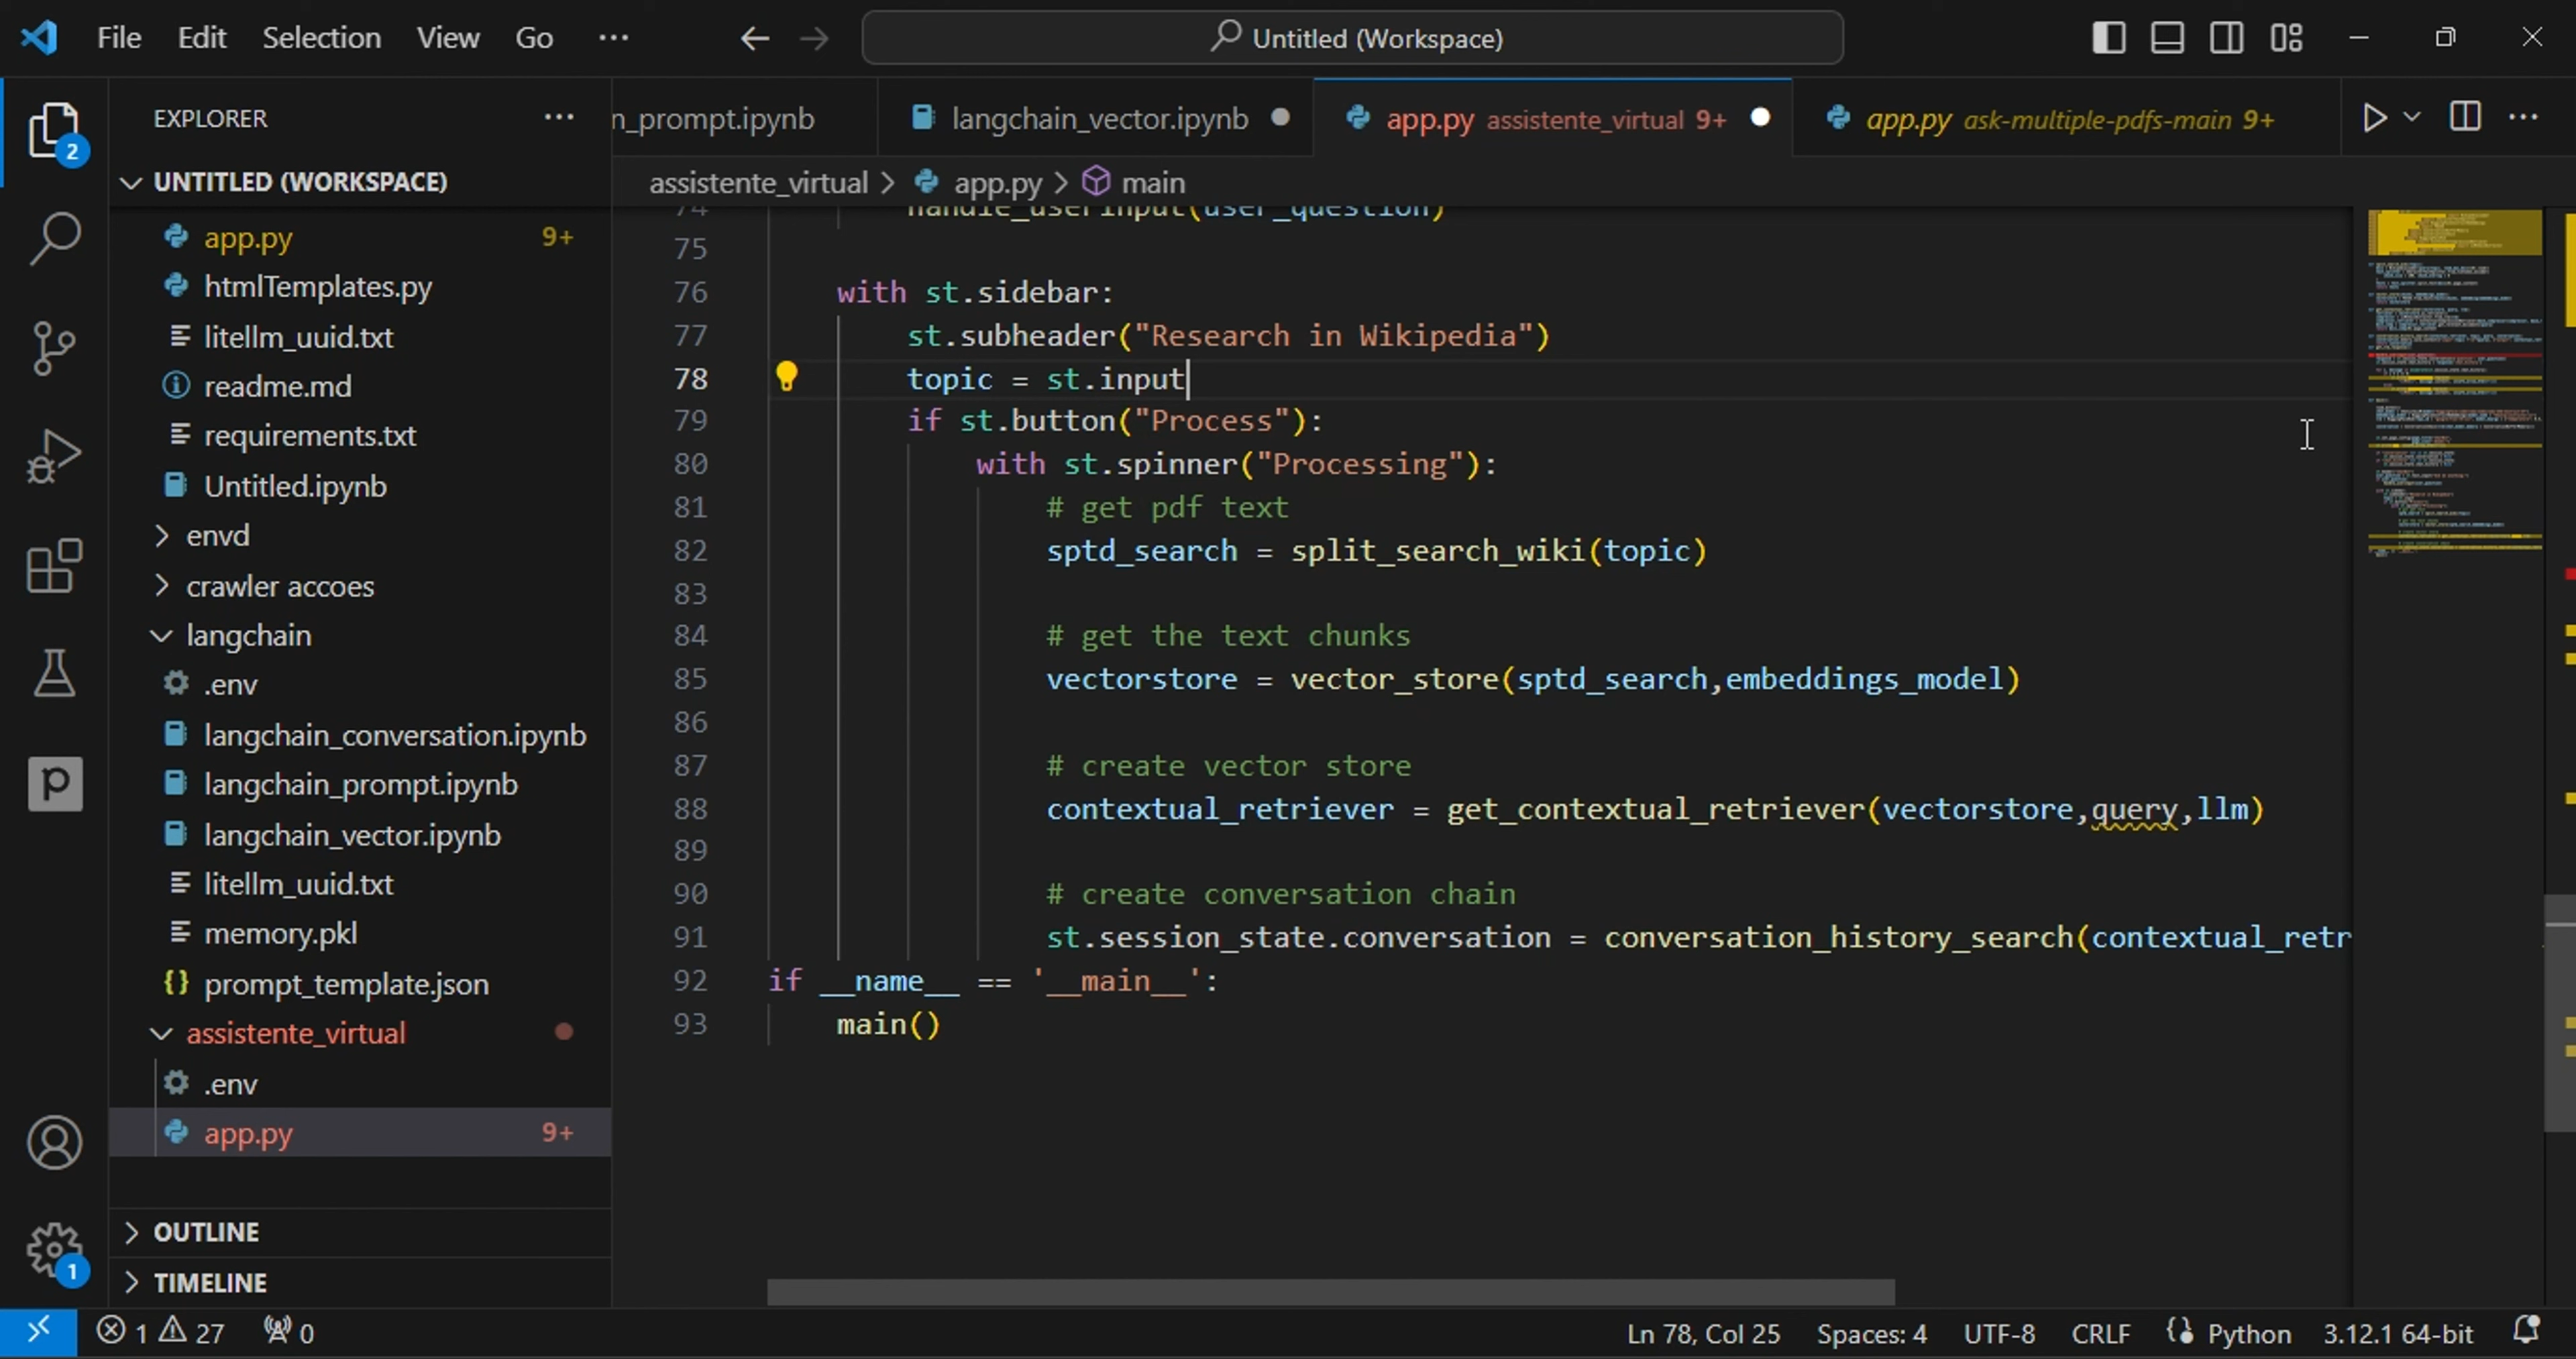 File Edit Selection View Go ··· Untitled (Workspace)
EXPLORER ···
n_prompt.ipynb langchain_vector.ipynb app.py assistente_virtual 9+ app.py ask-multiple-pdfs-main 9+
2
UNTITLED (WORKSPACE)
app.py 9+
htmlTemplates.py
litellm_uuid.txt
readme.md
requirements.txt
Untitled.ipynb
envd
crawler accoes
langchain
.env
langchain_conversation.ipynb
langchain_prompt.ipynb
langchain_vector.ipynb
litellm_uuid.txt
memory.pkl
prompt_template.json
assistente_virtual
.env
app.py 9+
OUTLINE
TIMELINE
1
assistente_virtual > app.py > main
74 handle_userinput(user_question)
75
76 with st.sidebar:
77 st.subheader("Research in Wikipedia")
78 topic = st.input
79 if st.button("Process"):
80 with st.spinner("Processing"):
81 # get pdf text
82 sptd_search = split_search_wiki(topic)
83
84 # get the text chunks
85 vectorstore = vector_store(sptd_search,embeddings_model)
86
87 # create vector store
88 contextual_retriever = get_contextual_retriever(vectorstore,query,llm)
89
90 # create conversation chain
91 st.session_state.conversation = conversation_history_search(contextual_retr
92 if __name__ == '__main__':
93 main()
1 27 0 Ln 78, Col 25 Spaces: 4 UTF-8 CRLF Python 3.12.1 64-bit